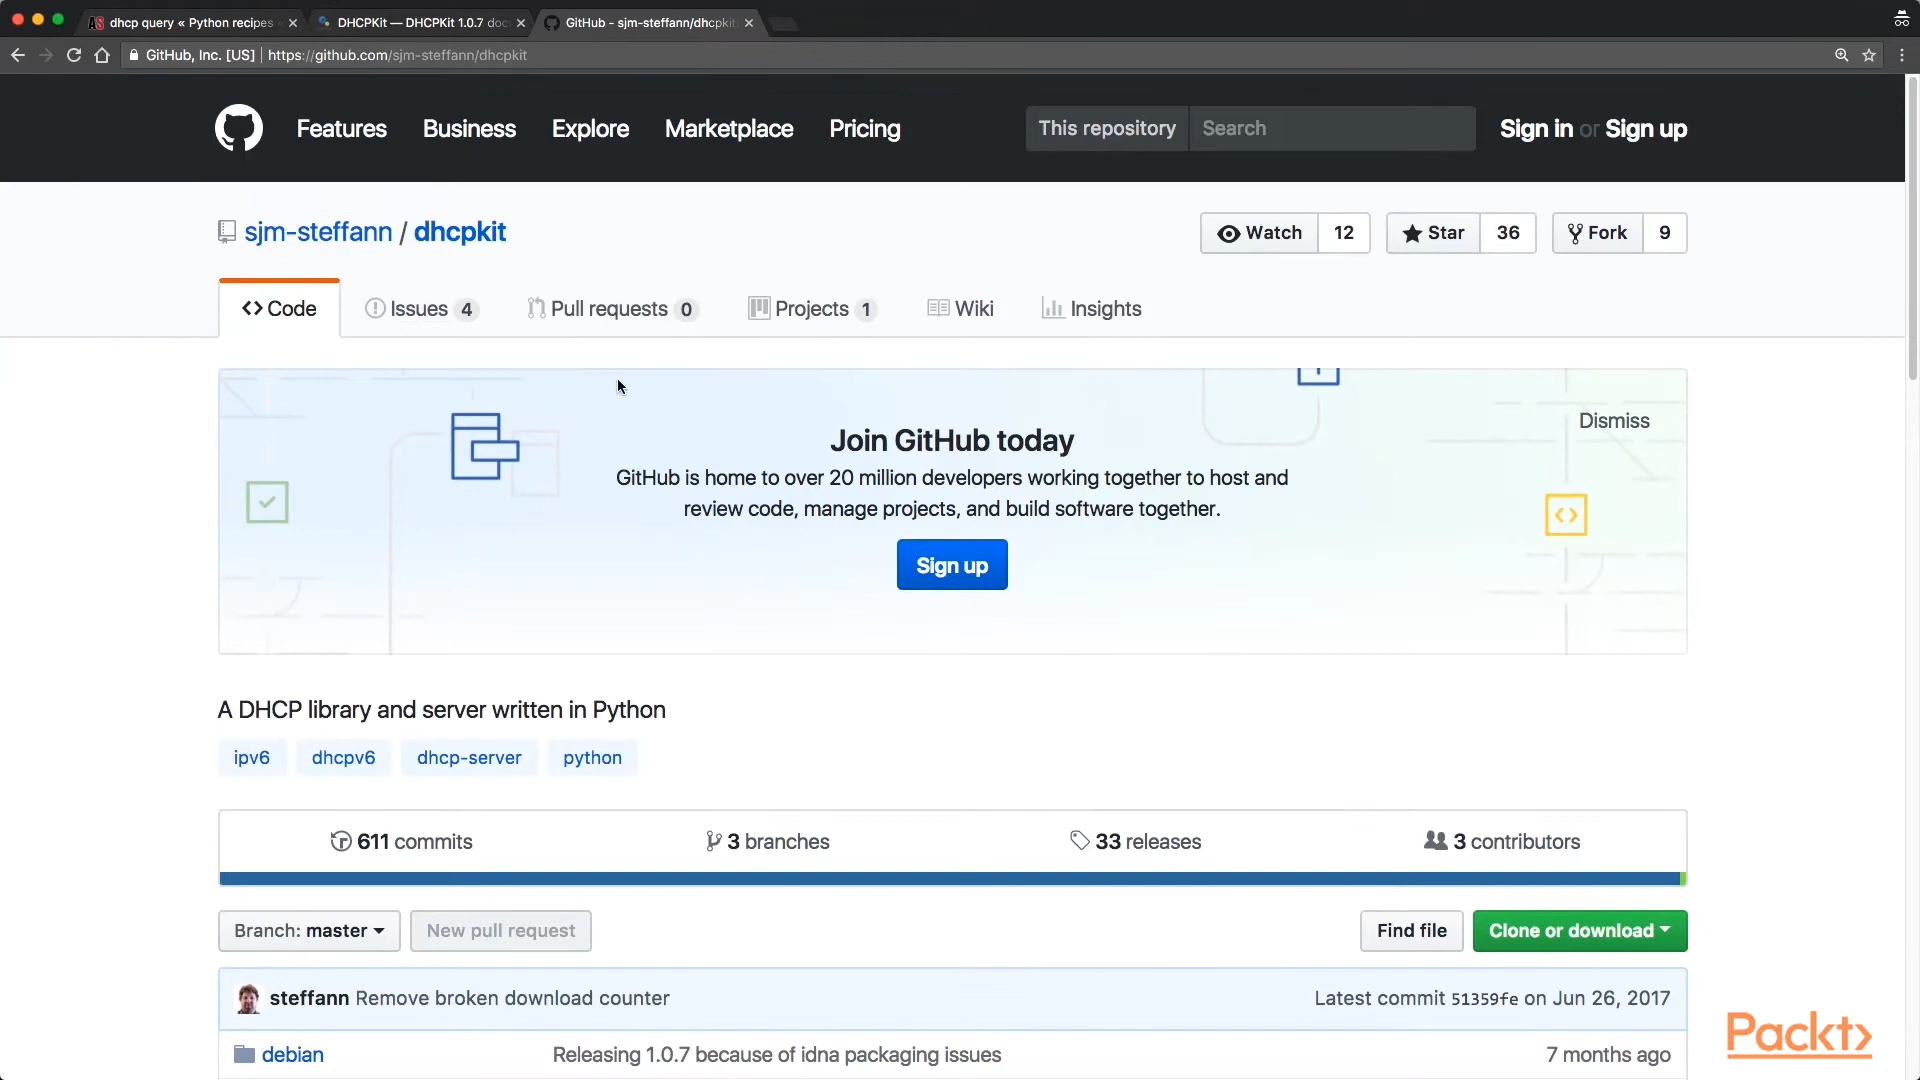 dhcp query « Python recipes
DHCPKit — DHCPKit 1.0.7 doc
GitHub - sjm-steffann/dhcpkit
GitHub, Inc. [US] | https://github.com/sjm-steffann/dhcpkit
Features Business Explore Marketplace Pricing This repository Search Sign in or Sign up
sjm-steffann / dhcpkit Watch 12 Star 36 Fork 9
Code Issues 4 Pull requests 0 Projects 1 Wiki Insights
Dismiss
Join GitHub today
GitHub is home to over 20 million developers working together to host and
review code, manage projects, and build software together.
Sign up
A DHCP library and server written in Python
ipv6 dhcpv6 dhcp-server python
611 commits 3 branches 33 releases 3 contributors
Branch: master New pull request Find file Clone or download
steffann Remove broken download counter Latest commit 51359fe on Jun 26, 2017
debian Releasing 1.0.7 because of idna packaging issues 7 months ago
Packt>